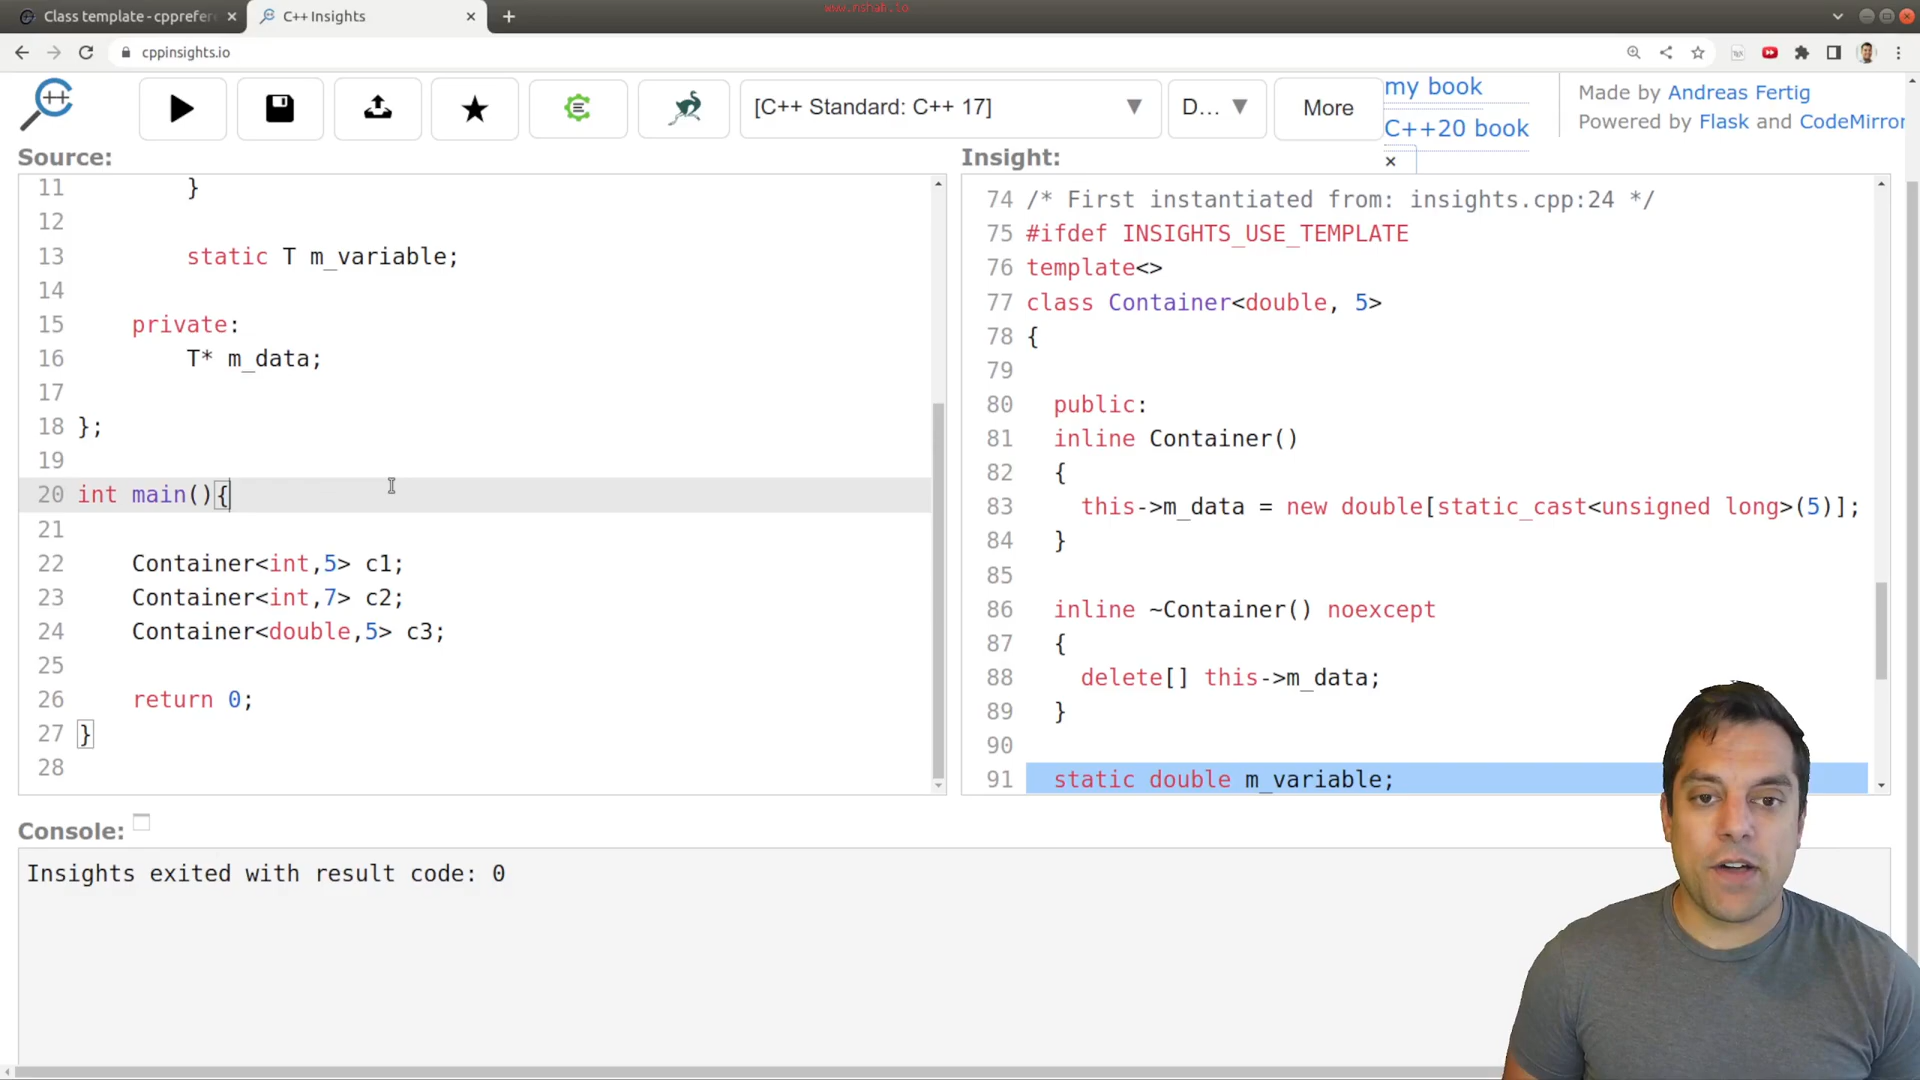 Class template - cpprefere
C++ Insights
www.nshab.io
cppinsights.io
[C++ Standard: C++ 17]
D...
More
my book
C++20 book
Made by Andreas Fertig
Powered by Flask and CodeMirror
Source:
11 }
12
13 static T m_variable;
14
15 private:
16 T* m_data;
17
18 };
19
20 int main(){
21
22 Container<int,5> c1;
23 Container<int,7> c2;
24 Container<double,5> c3;
25
26 return 0;
27 }
28
Insight:
74 /* First instantiated from: insights.cpp:24 */
75 #ifdef INSIGHTS_USE_TEMPLATE
76 template<>
77 class Container<double, 5>
78 {
79
80 public:
81 inline Container()
82 {
83 this->m_data = new double[static_cast<unsigned long>(5)];
84 }
85
86 inline ~Container() noexcept
87 {
88 delete[] this->m_data;
89 }
90
91 static double m_variable;
Console:
Insights exited with result code: 0